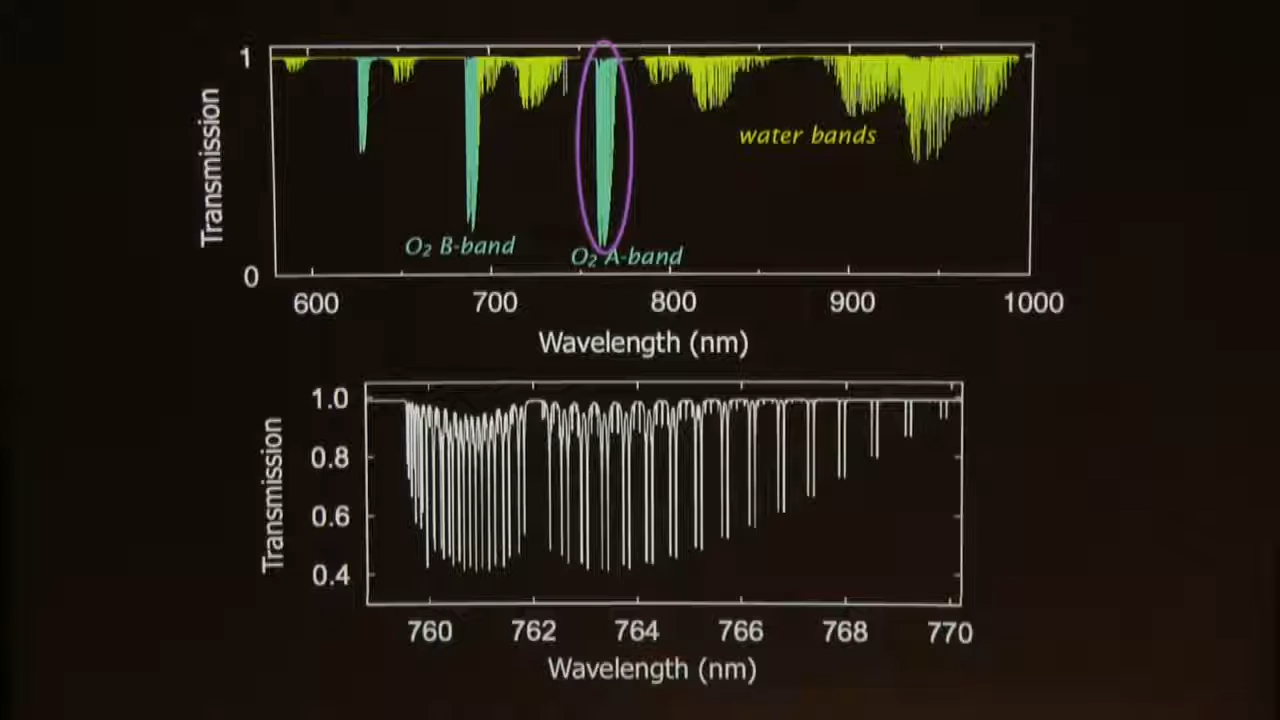 1
Transmission
water bands
O₂ B-band
O₂ A-band
0
600 700 800 900 1000
Wavelength (nm)
1.0
0.8
Transmission
0.6
0.4
760 762 764 766 768 770
Wavelength (nm)